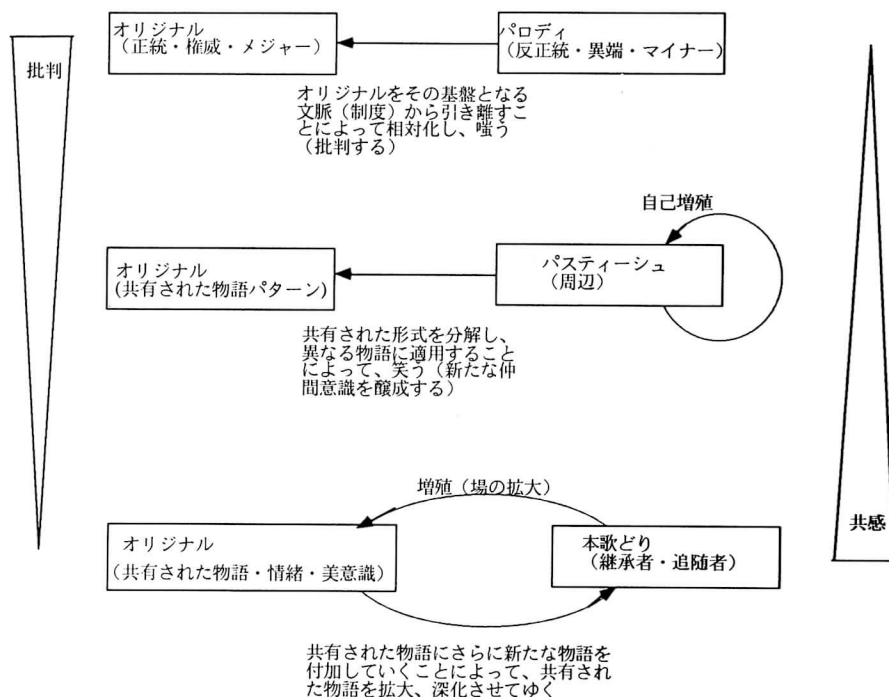 オリジナル
（正統・権威・メジャー）
パロディ
（反正統・異端・マイナー）
批判
オリジナルをその基盤となる
文脈（制度）から引き離すこ
とによって相対化し、嗤う
（批判する）
自己増殖
オリジナル
(共有された物語パターン)
パスティーシュ
（周辺）
共有された形式を分解し、
異なる物語に適用すること
によって、笑う（新たな仲
間意識を醸成する）
増殖（場の拡大）
共感
オリジナル
（共有された物語・情緒・美意識）
本歌どり
（継承者・追随者）
共有された物語にさらに新たな物語を
付加していくことによって、共有され
た物語を拡大、深化させてゆく